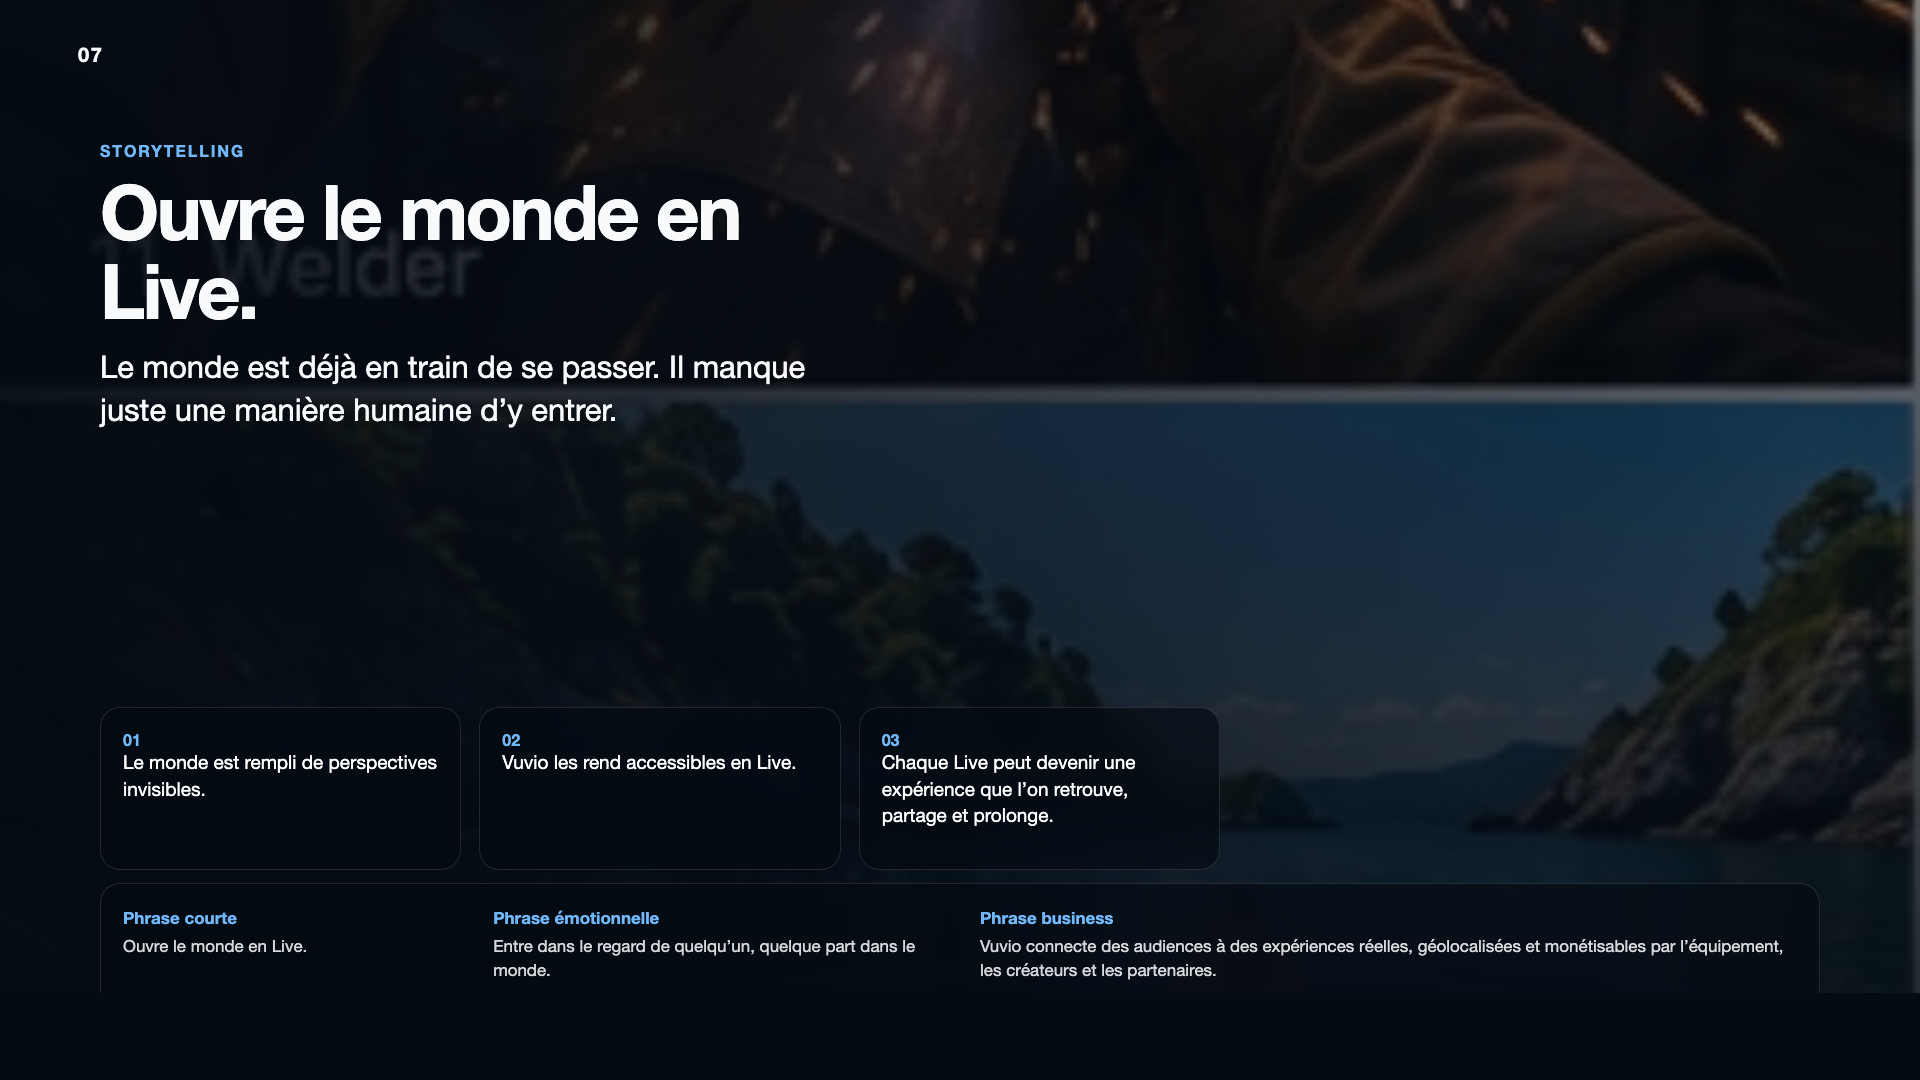 07
STORYTELLING
Ouvre le monde en
Live.
Welder
Le monde est déjà en train de se passer. Il manque
juste une manière humaine d’y entrer.
01
Le monde est rempli de perspectives
invisibles.
02
Vuvio les rend accessibles en Live.
03
Chaque Live peut devenir une
expérience que l’on retrouve,
partage et prolonge.
Phrase courte
Ouvre le monde en Live.
Phrase émotionnelle
Entre dans le regard de quelqu’un, quelque part dans le
monde.
Phrase business
Vuvio connecte des audiences à des expériences réelles, géolocalisées et monétisables par l’équipement,
les créateurs et les partenaires.